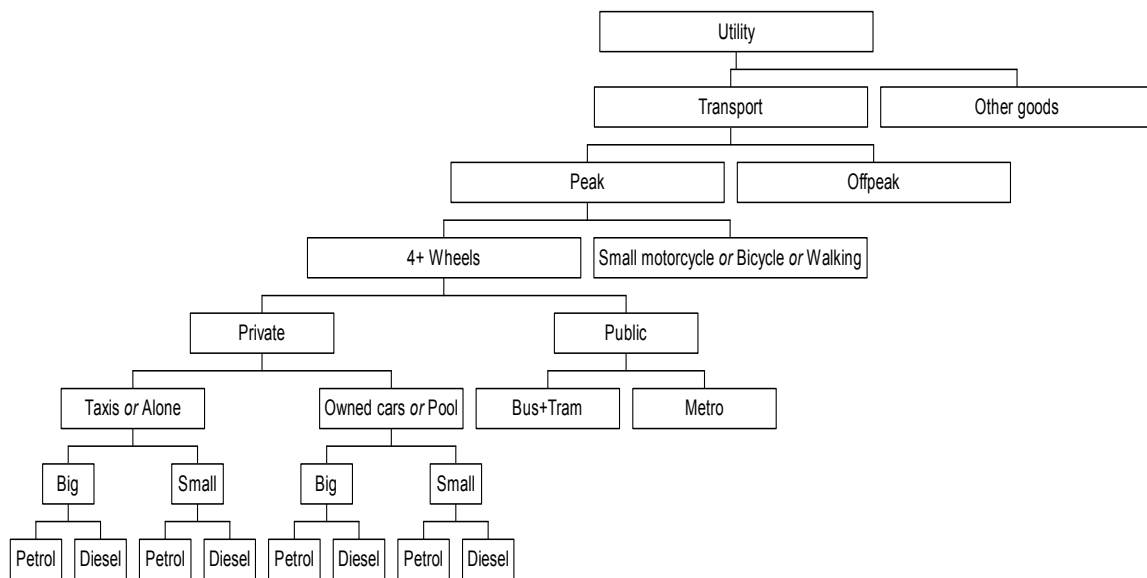 Utility
Transport
Other goods
Peak
Offpeak
4+ Wheels
Small motorcycle or Bicycle or Walking
Private
Public
Taxis or Alone
Owned cars or Pool
Bus+Tram
Metro
Big
Small
Big
Small
Petrol
Diesel
Petrol
Diesel
Petrol
Diesel
Petrol
Diesel